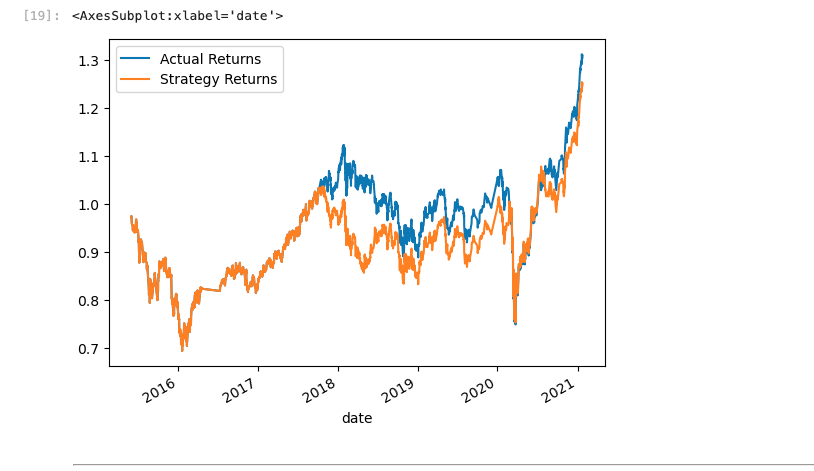 [19]: <AxesSubplot:xlabel='date'>
Actual Returns
Strategy Returns
1.3
1.2
1.1
1.0
0.9
0.8
0.7
2016 2017 2018 2019 2020 2021
date